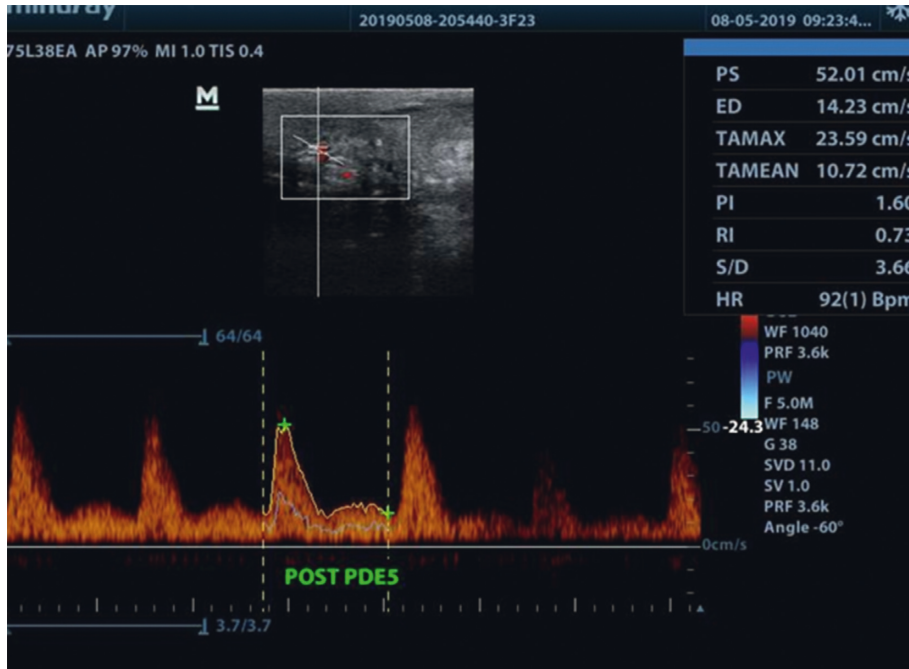 mindray
20190508-205440-3F23
08-05-2019 09:23:4...
75L38EA AP 97% MI 1.0 TIS 0.4
M
PS 52.01 cm/s
ED 14.23 cm/s
TAMAX 23.59 cm/s
TAMEAN 10.72 cm/s
PI 1.60
RI 0.73
S/D 3.66
HR 92(1) Bpm
WF 1040
PRF 3.6k
PW
F 5.0M
WF 148
G 38
SVD 11.0
SV 1.0
PRF 3.6k
Angle -60°
64/64
50
-24.3
0cm/s
POST PDE5
3.7/3.7